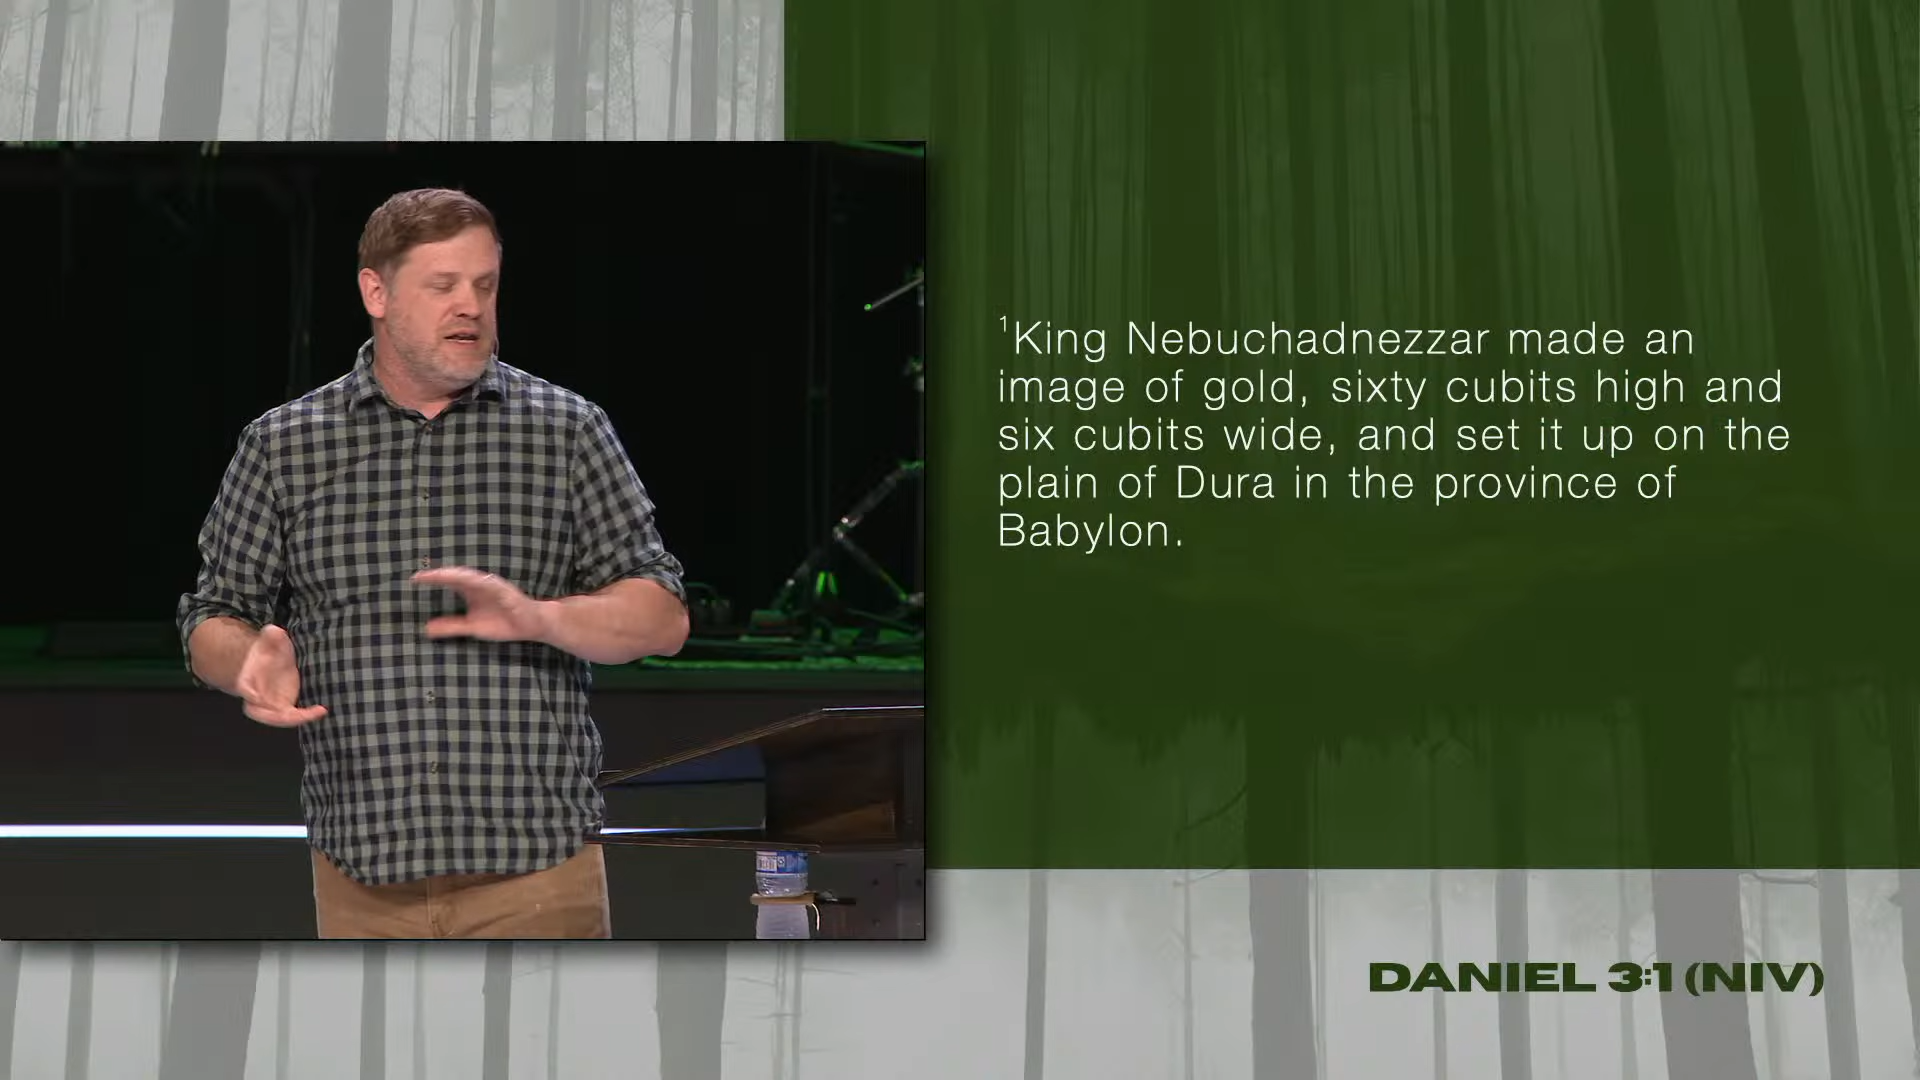 ¹King Nebuchadnezzar made an
image of gold, sixty cubits high and
six cubits wide, and set it up on the
plain of Dura in the province of
Babylon.
DANIEL 3:1 (NIV)